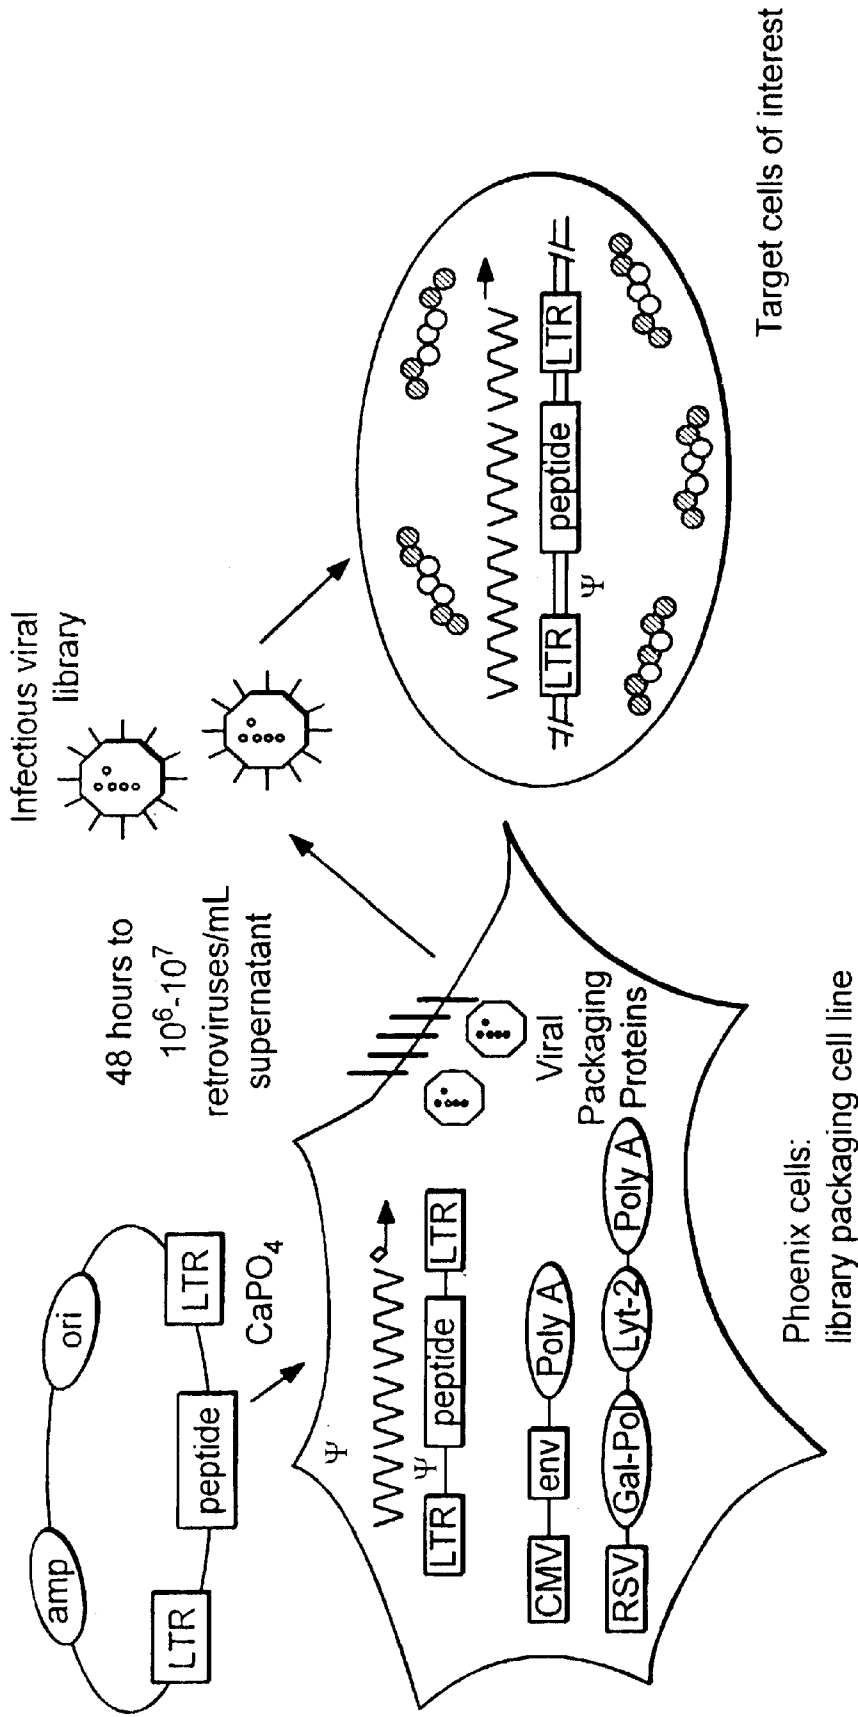 amp
ori
LTR
peptide
LTR
CaPO4
48 hours to
10^6-10^7
retroviruses/mL
supernatant
Infectious viral
library
Ψ
LTR
Ψ
peptide
LTR
CMV
env
Poly A
RSV
Gal-Pol
Lyt-2
Poly A
Viral
Packaging
Proteins
Phoenix cells:
library packaging cell line
LTR
Ψ
peptide
LTR
Target cells of interest